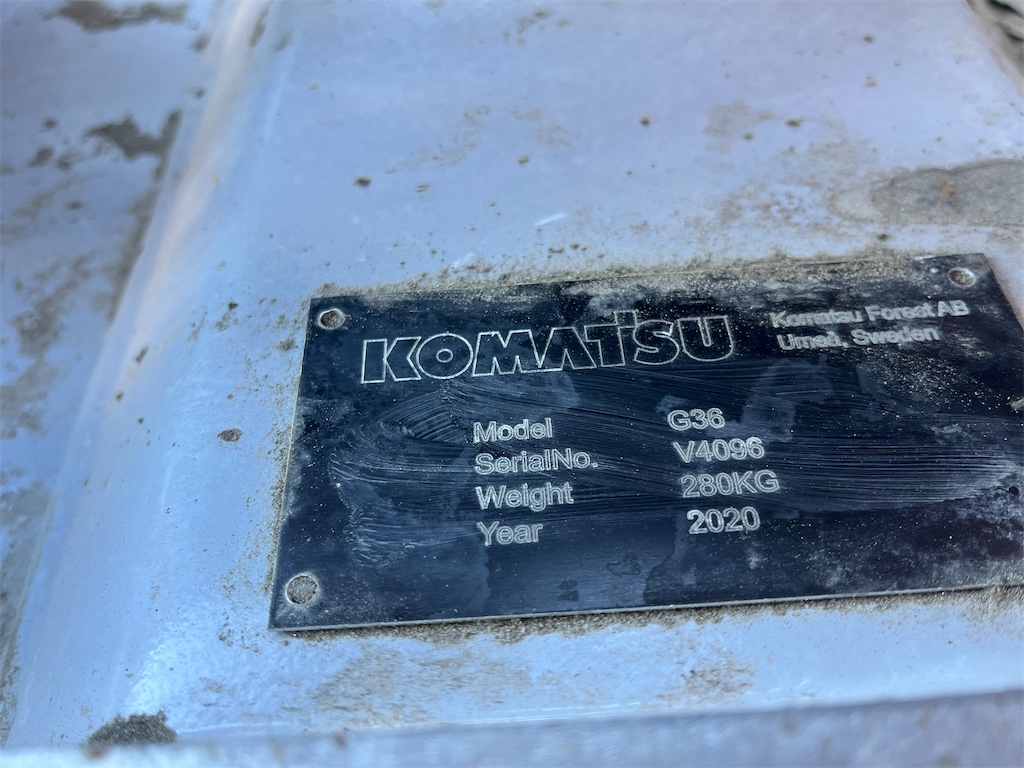 KOMATSU
Komatsu Forest AB
Umeå, Sweden
Model G36
SerialNo. V4096
Weight 280KG
Year 2020